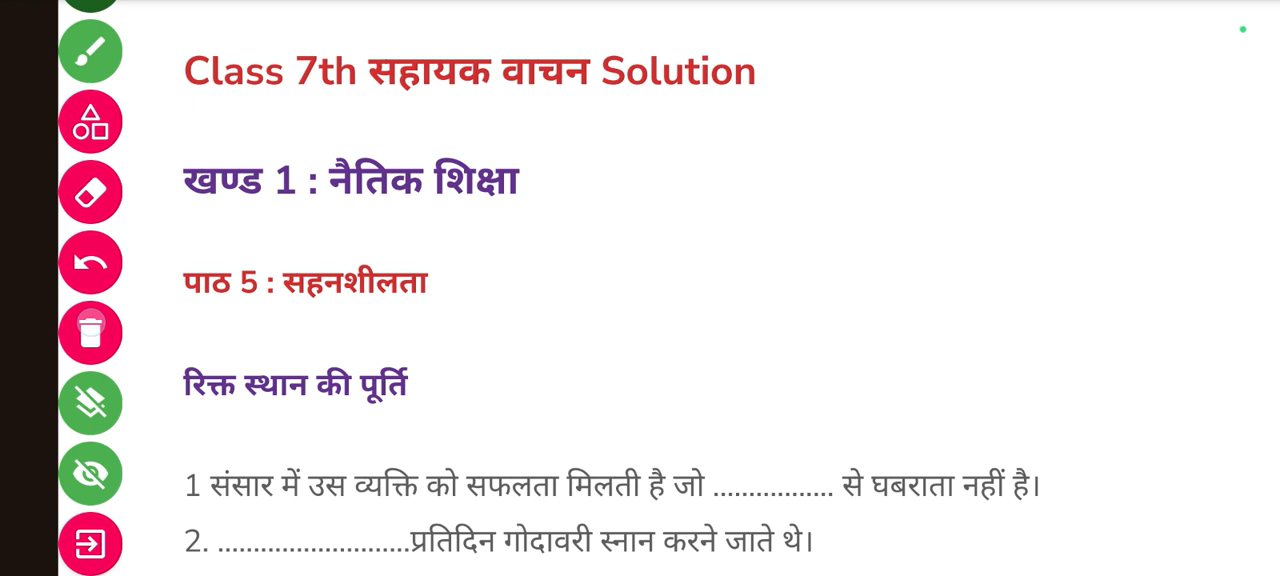 Class 7th सहायक वाचन Solution
खण्ड 1 : नैतिक शिक्षा
पाठ 5 : सहनशीलता
रिक्त स्थान की पूर्ति
1 संसार में उस व्यक्ति को सफलता मिलती है जो ................. से घबराता नहीं है।
2. ...........................प्रतिदिन गोदावरी स्नान करने जाते थे।